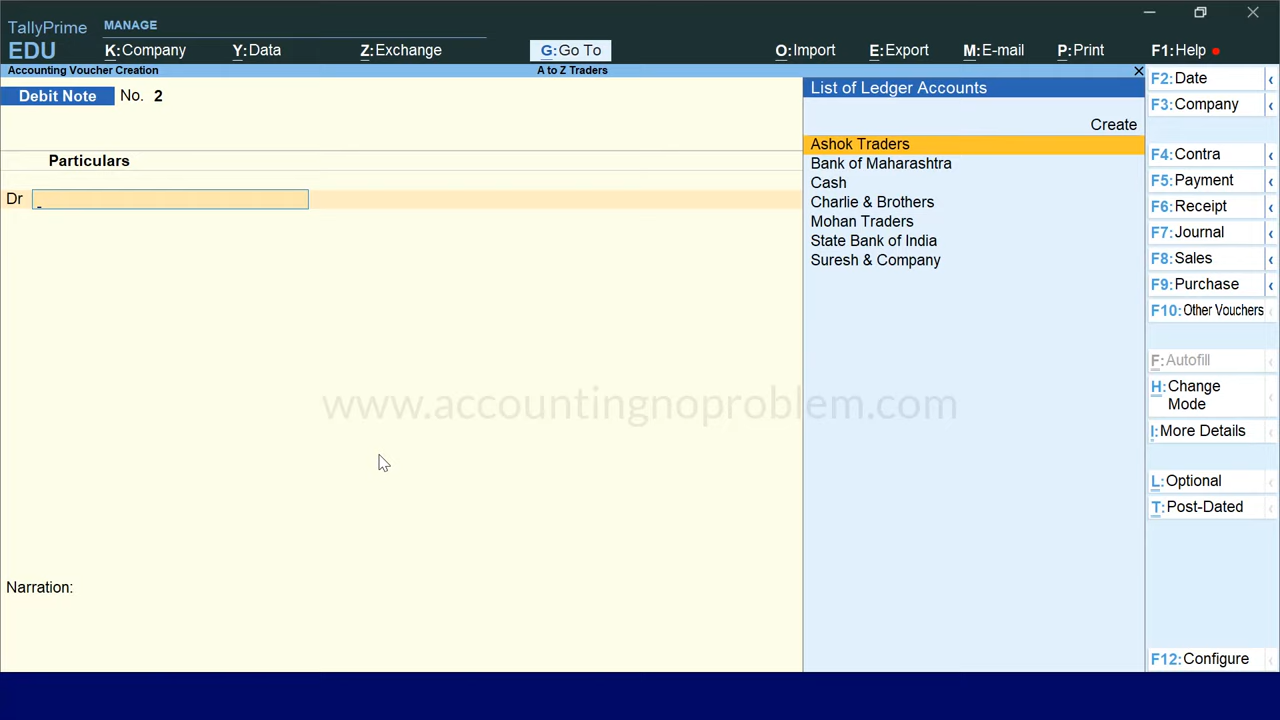 TallyPrime
EDU
MANAGE
K:Company Y:Data Z:Exchange G:Go To O:Import E:Export M:E-mail P:Print F1:Help
Accounting Voucher Creation A to Z Traders
Debit Note No. 2
Particulars
Dr
Narration:
List of Ledger Accounts
Create
Ashok Traders
Bank of Maharashtra
Cash
Charlie & Brothers
Mohan Traders
State Bank of India
Suresh & Company
F2:Date
F3:Company
F4:Contra
F5:Payment
F6:Receipt
F7:Journal
F8:Sales
F9:Purchase
F10:Other Vouchers
F:Autofill
H:Change
Mode
I:More Details
L:Optional
T:Post-Dated
F12:Configure
www.accountingnoproblem.com